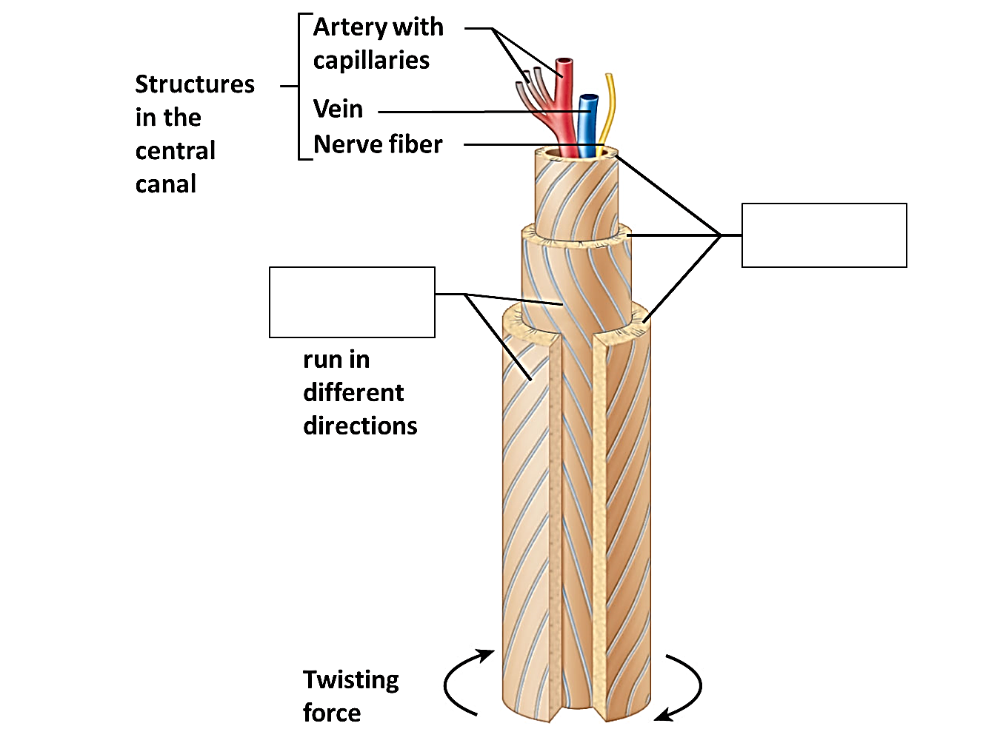 Artery with
capillaries
Structures
in the
central
canal
Vein
Nerve fiber
run in
different
directions
Twisting
force